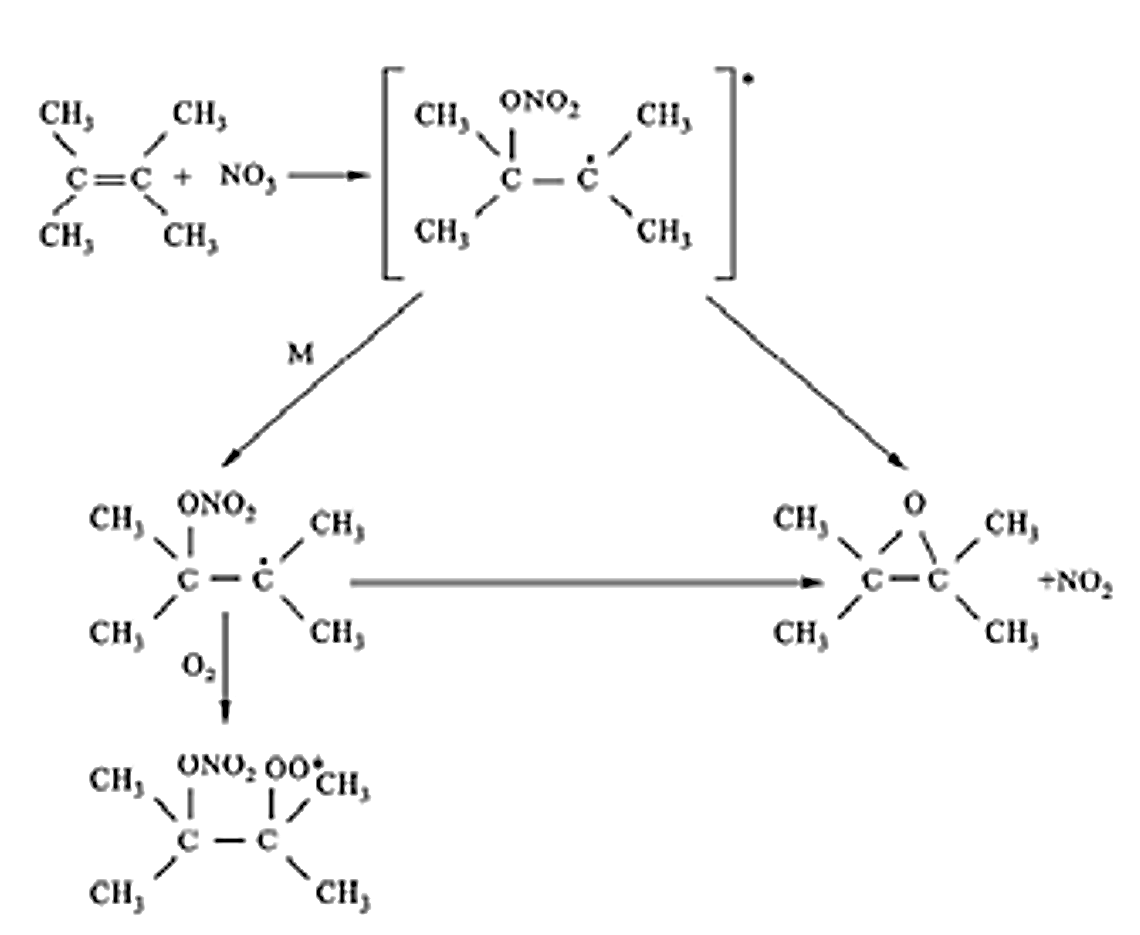 CH₃ CH₃
C=C + NO₃
CH₃ CH₃
CH₃ ONO₂ CH₃ •
C — Ċ
CH₃ CH₃
M
CH₃ ONO₂ CH₃
C — Ċ
CH₃ CH₃
O
CH₃ CH₃
C — C +NO₂
CH₃ CH₃
O₂
CH₃ ONO₂ OO• CH₃
C — C
CH₃ CH₃